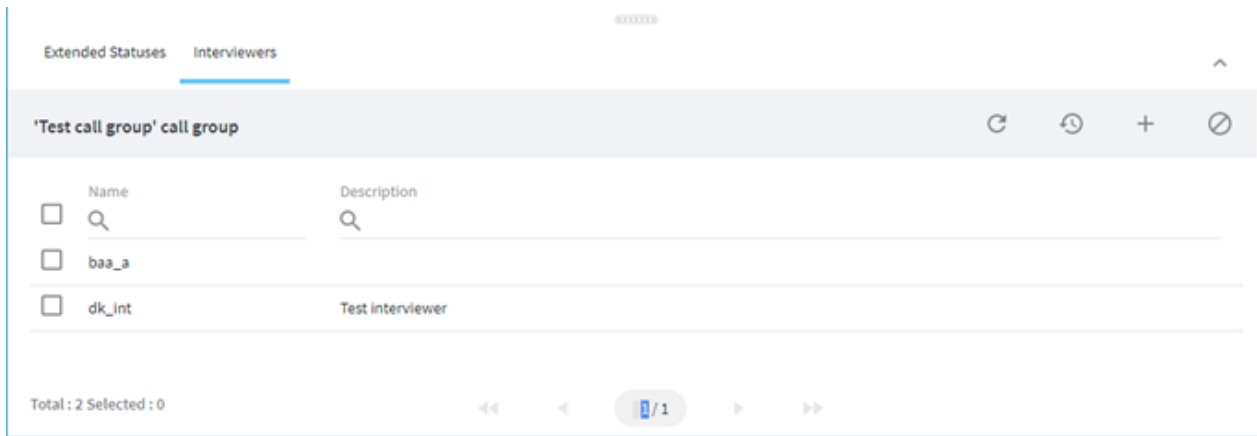 Extended Statuses Interviewers
'Test call group' call group
Name Description
baa_a
dk_int Test interviewer
Total : 2 Selected : 0 1 / 1